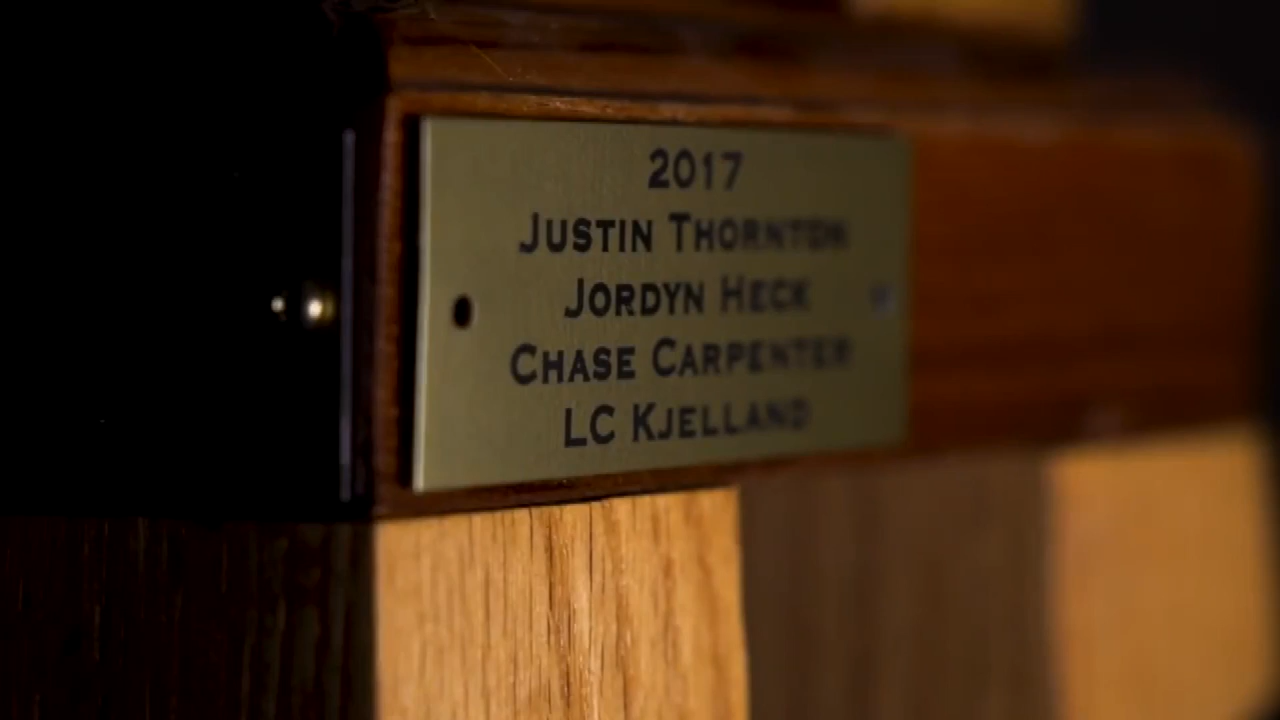 2017
JUSTIN THORNTON
JORDYN HECK
CHASE CARPENTER
LC KJELLAND